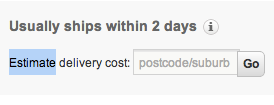 Usually ships within 2 days i
Estimate delivery cost: postcode/suburb Go